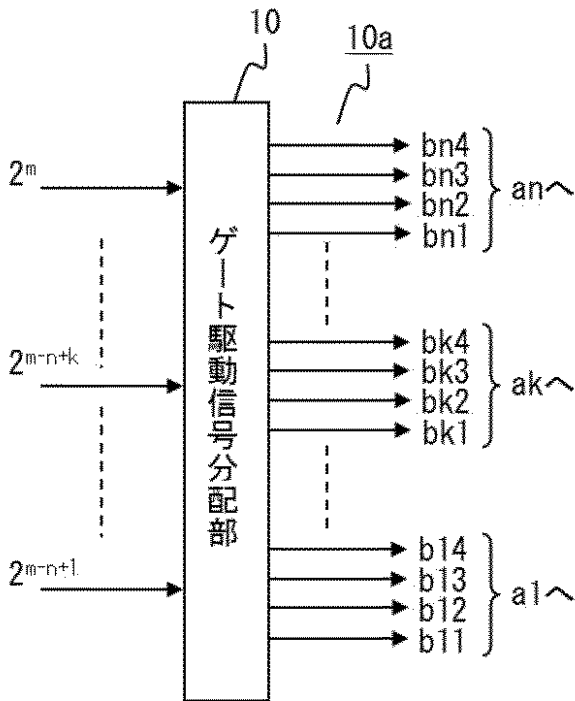 10
10a
2^m
2^m-n+k
2^m-n+1
ゲート駆動信号分配部
bn4
bn3
bn2
bn1
anへ
bk4
bk3
bk2
bk1
akへ
b14
b13
b12
b11
a1へ